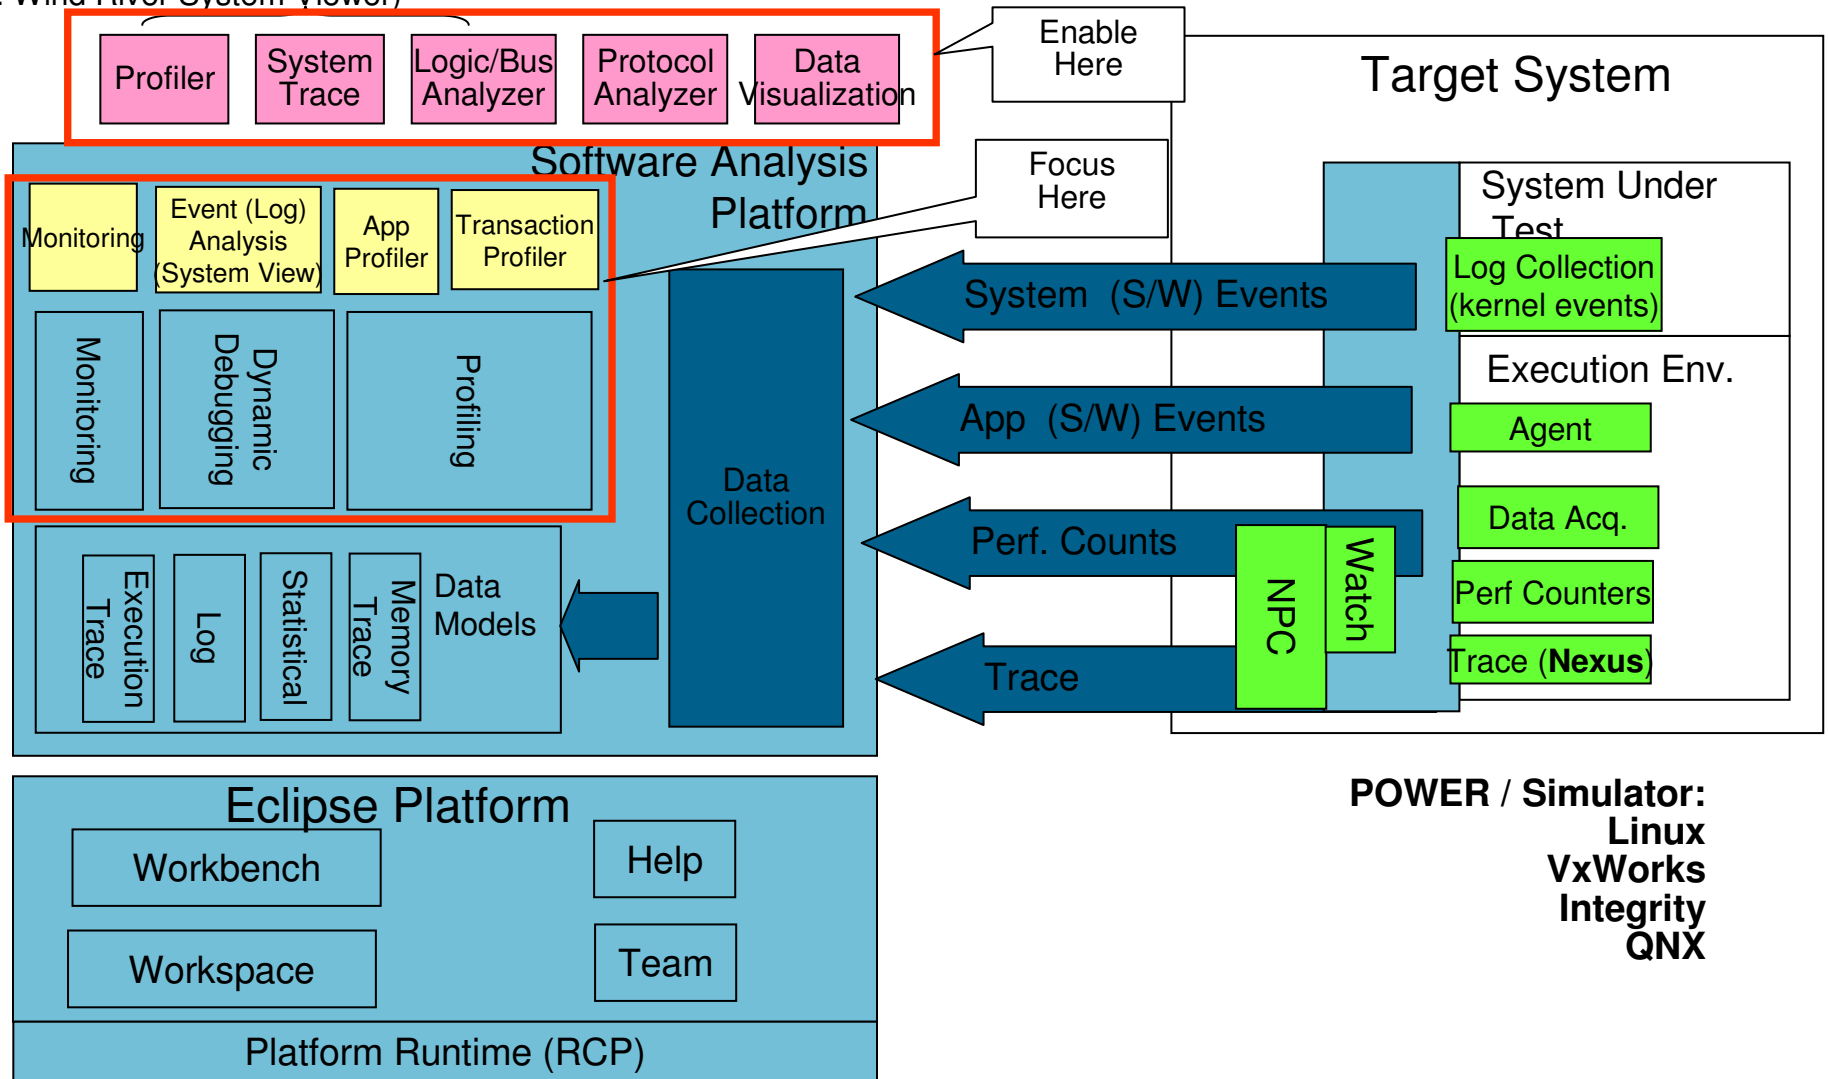 Wind River System Viewer)
Profiler
System
Trace
Logic/Bus
Analyzer
Protocol
Analyzer
Data
Visualization
Enable
Here
Target System
Software Analysis
Platform
Focus
Here
Monitoring
Event (Log)
Analysis
(System View)
App
Profiler
Transaction
Profiler
System Under
Test
Log Collection
(kernel events)
System (S/W) Events
Monitoring
Dynamic
Debugging
Profiling
Execution Env.
App (S/W) Events
Agent
Data
Collection
Data Acq.
Perf. Counts
NPC
Watch
Perf Counters
Trace (Nexus)
Trace
Execution
Trace
Log
Statistical
Memory
Trace
Data
Models
Eclipse Platform
Workbench
Help
Workspace
Team
Platform Runtime (RCP)
POWER / Simulator:
Linux
VxWorks
Integrity
QNX